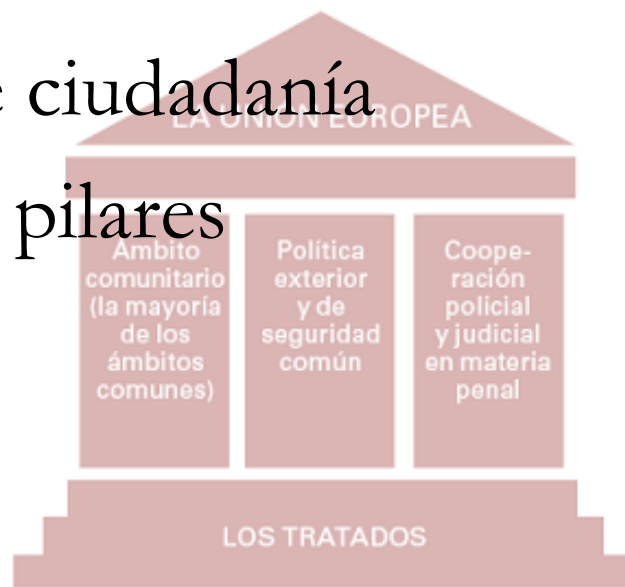 e ciudadanía
LA UNIÓN EUROPEA
pilares
Ámbito
comunitario
(la mayoría
de los
ámbitos
comunes)
Política
exterior
y de
seguridad
común
Coope-
ración
policial
y judicial
en materia
penal
LOS TRATADOS